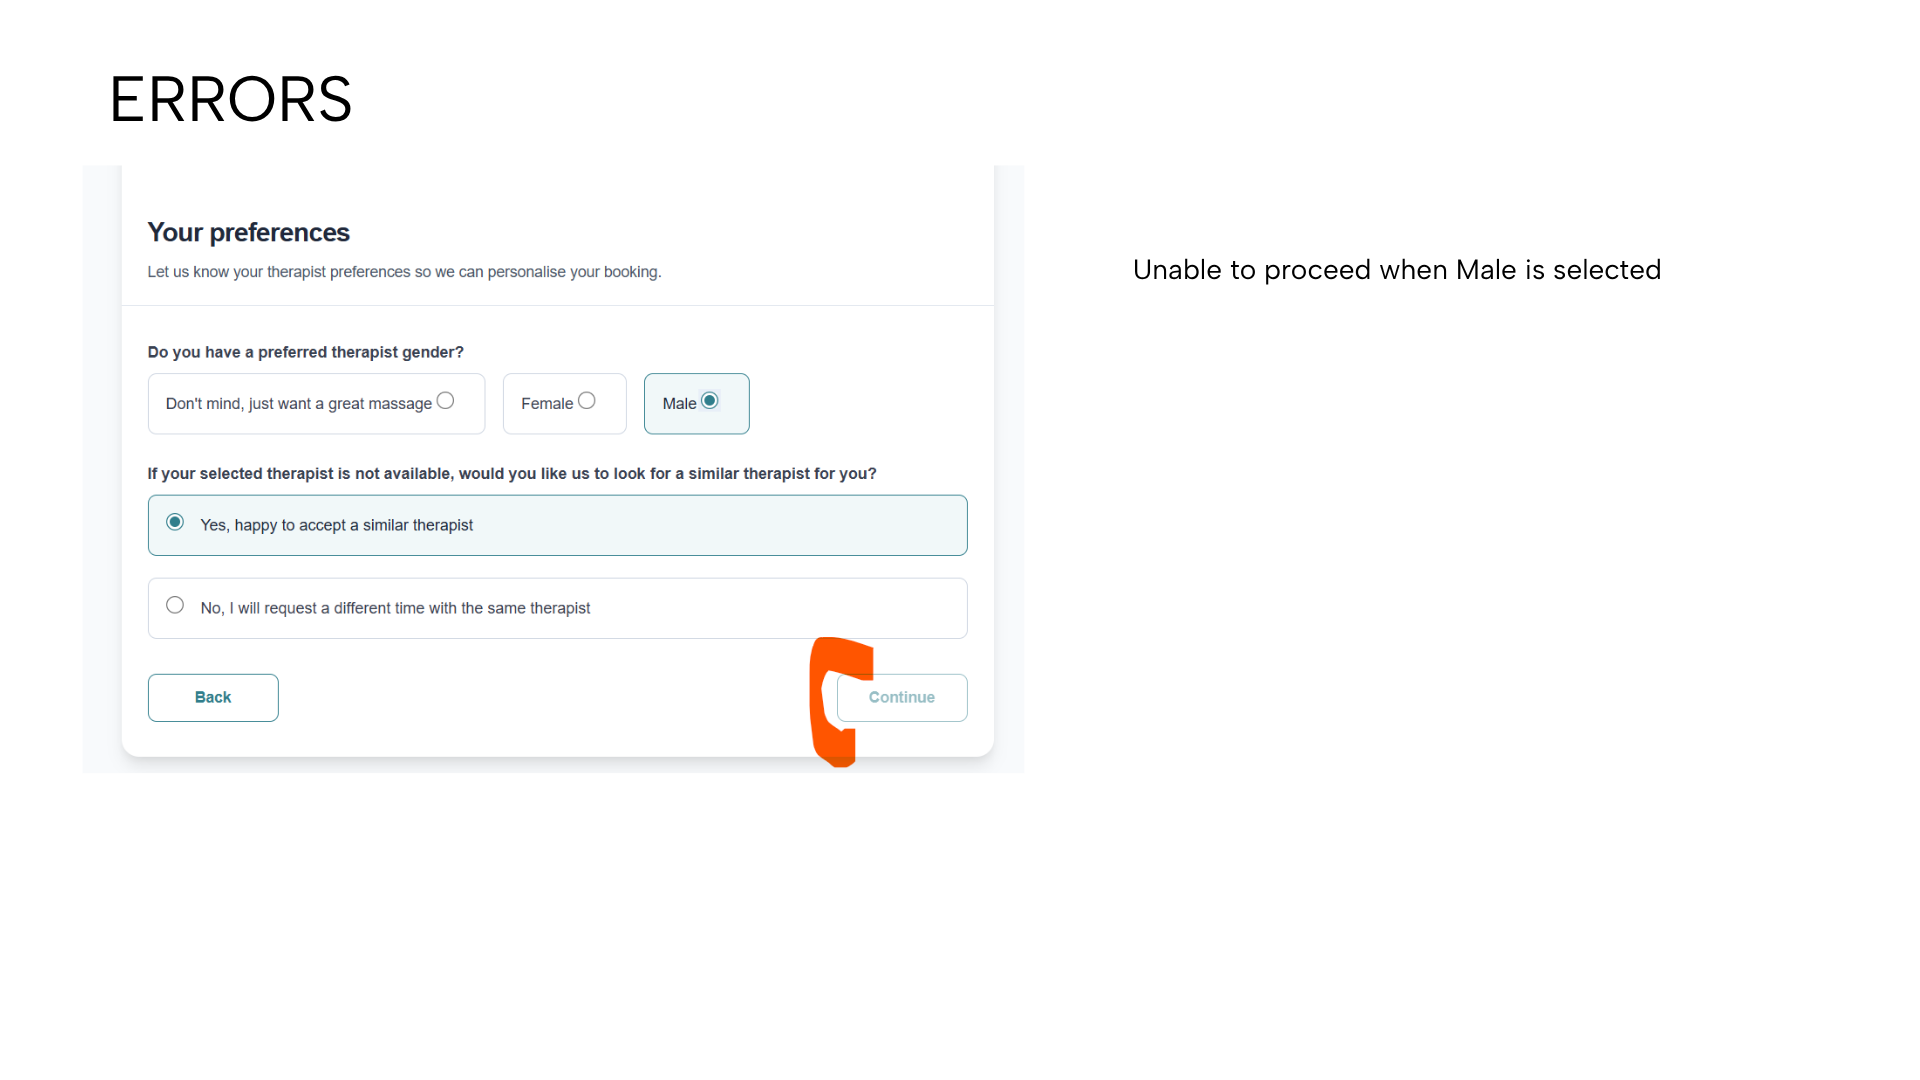 ERRORS
Your preferences
Let us know your therapist preferences so we can personalise your booking.
Unable to proceed when Male is selected
Do you have a preferred therapist gender?
Don't mind, just want a great massage
Female
Male
If your selected therapist is not available, would you like us to look for a similar therapist for you?
Yes, happy to accept a similar therapist
No, I will request a different time with the same therapist
Back
Continue